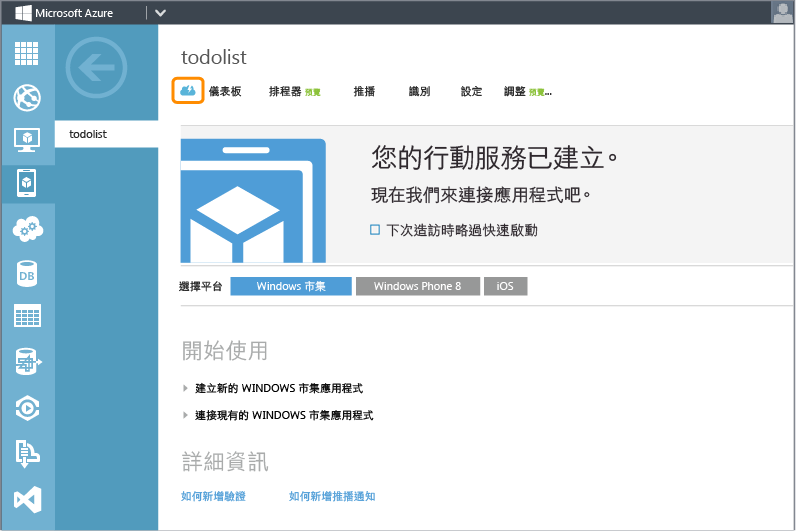 Microsoft Azure
todolist
儀表板 排程器 預覽 推播 識別 設定 調整 預覽...
todolist
您的行動服務已建立。
現在我們來連接應用程式吧。
下次造訪時略過快速啟動
選擇平台 Windows 市集 Windows Phone 8 iOS
DB
開始使用
建立新的 WINDOWS 市集應用程式
連接現有的 WINDOWS 市集應用程式
詳細資訊
如何新增驗證 如何新增推播通知